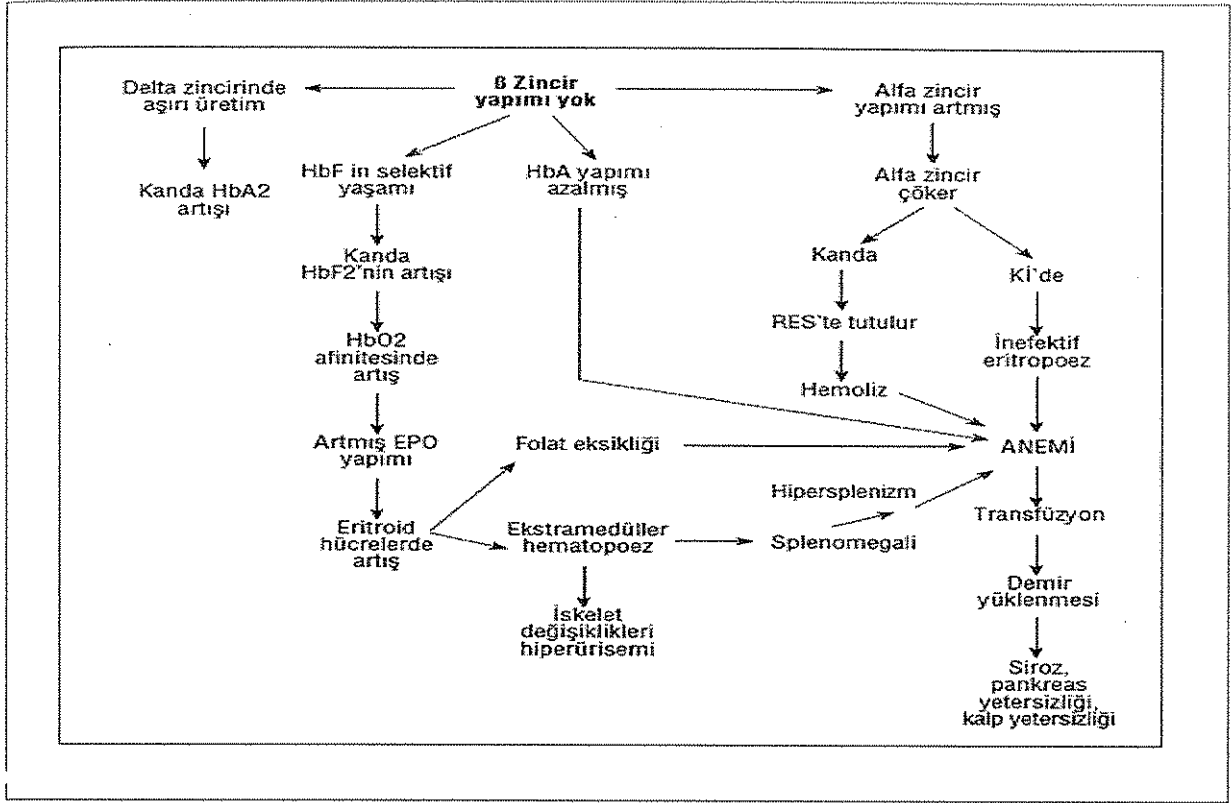 Delta zincirinde
aşırı üretim
Kanda HbA2
artışı
ß Zincir
yapımı yok
HbF in selektif
yaşamı
Kanda
HbF2"nin artışı
HbO2
afinitesinde
artış
Artmış EPO
yapımı
Eritroid
hücrelerde
artış
HbA yapımı
azalmış
Folat eksikliği
Ekstramedüller
hematopoez
İskelet
değişiklikleri
hiperürisemi
Hipersplenizm
Splenomegali
Alfa zincir
yapımı artmış
Alfa zincir
çöker
Kanda
RES'te tutulur
Hemoliz
Kİ'de
İnefektif
eritropoez
ANEMİ
Transfüzyon
Demir
yüklenmesi
Siroz,
pankreas
yetersizliği,
kalp yetersizliği